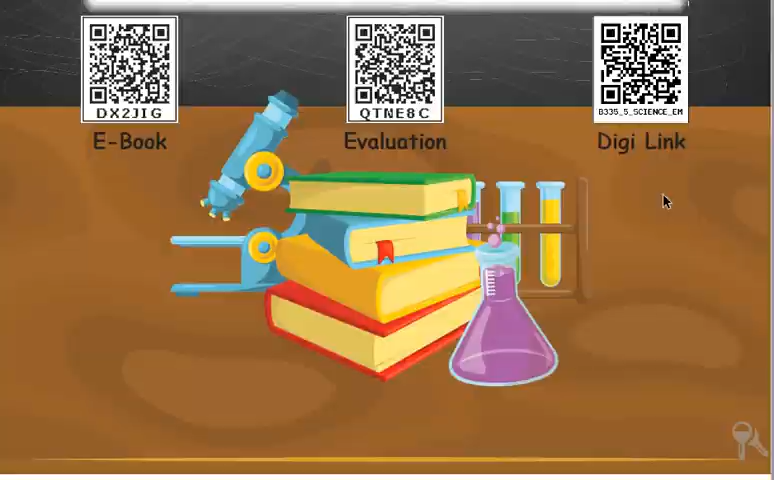 DX2JIG
QTNE8C
B335_5_SCIENCE_EM
E-Book
Evaluation
Digi Link